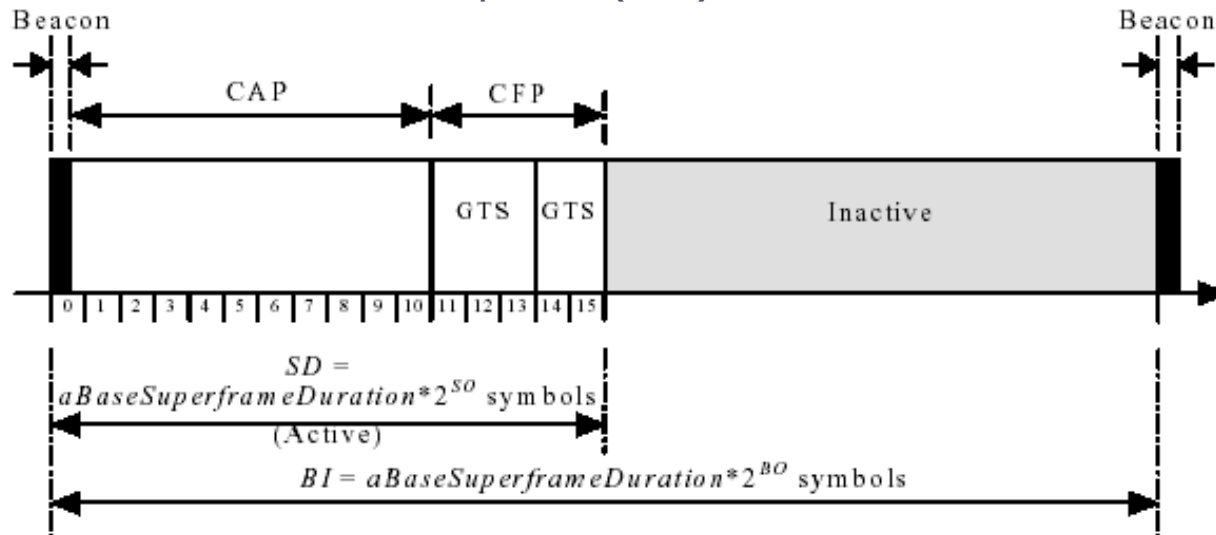 Beacon Beacon
CAP CFP
GTS GTS Inactive
0 1 2 3 4 5 6 7 8 9 10 11 12 13 14 15
SD =
aBaseSuperframeDuration*2^SO symbols
(Active)
BI = aBaseSuperframeDuration*2^BO symbols